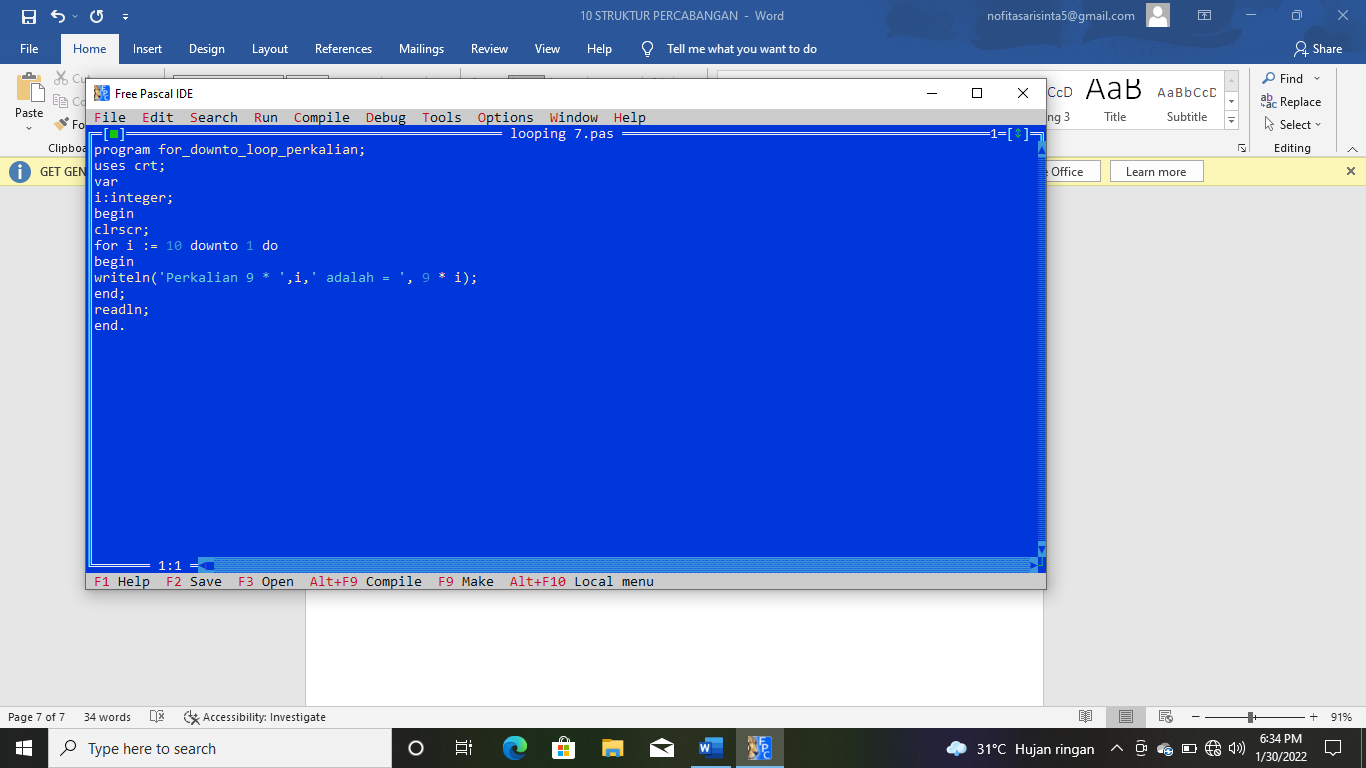 10 STRUKTUR PERCABANGAN - Word
nofitasarisinta5@gmail.com
File Home Insert Design Layout References Mailings Review View Help Tell me what you want to do Share
Paste
Clipboa
Title
Subtitle
AaB
AaBbCcD
Find
Replace
Select
Editing
GET GEN
Office
Learn more
Free Pascal IDE
File Edit Search Run Compile Debug Tools Options Window Help
looping 7.pas
1
program for_downto_loop_perkalian;
uses crt;
var
i:integer;
begin
clrscr;
for i := 10 downto 1 do
begin
writeln('Perkalian 9 * ',i,' adalah = ', 9 * i);
end;
readln;
end.
1:1
F1 Help F2 Save F3 Open Alt+F9 Compile F9 Make Alt+F10 Local menu
Page 7 of 7 34 words Accessibility: Investigate 91%
Type here to search
31°C Hujan ringan
6:34 PM
1/30/2022